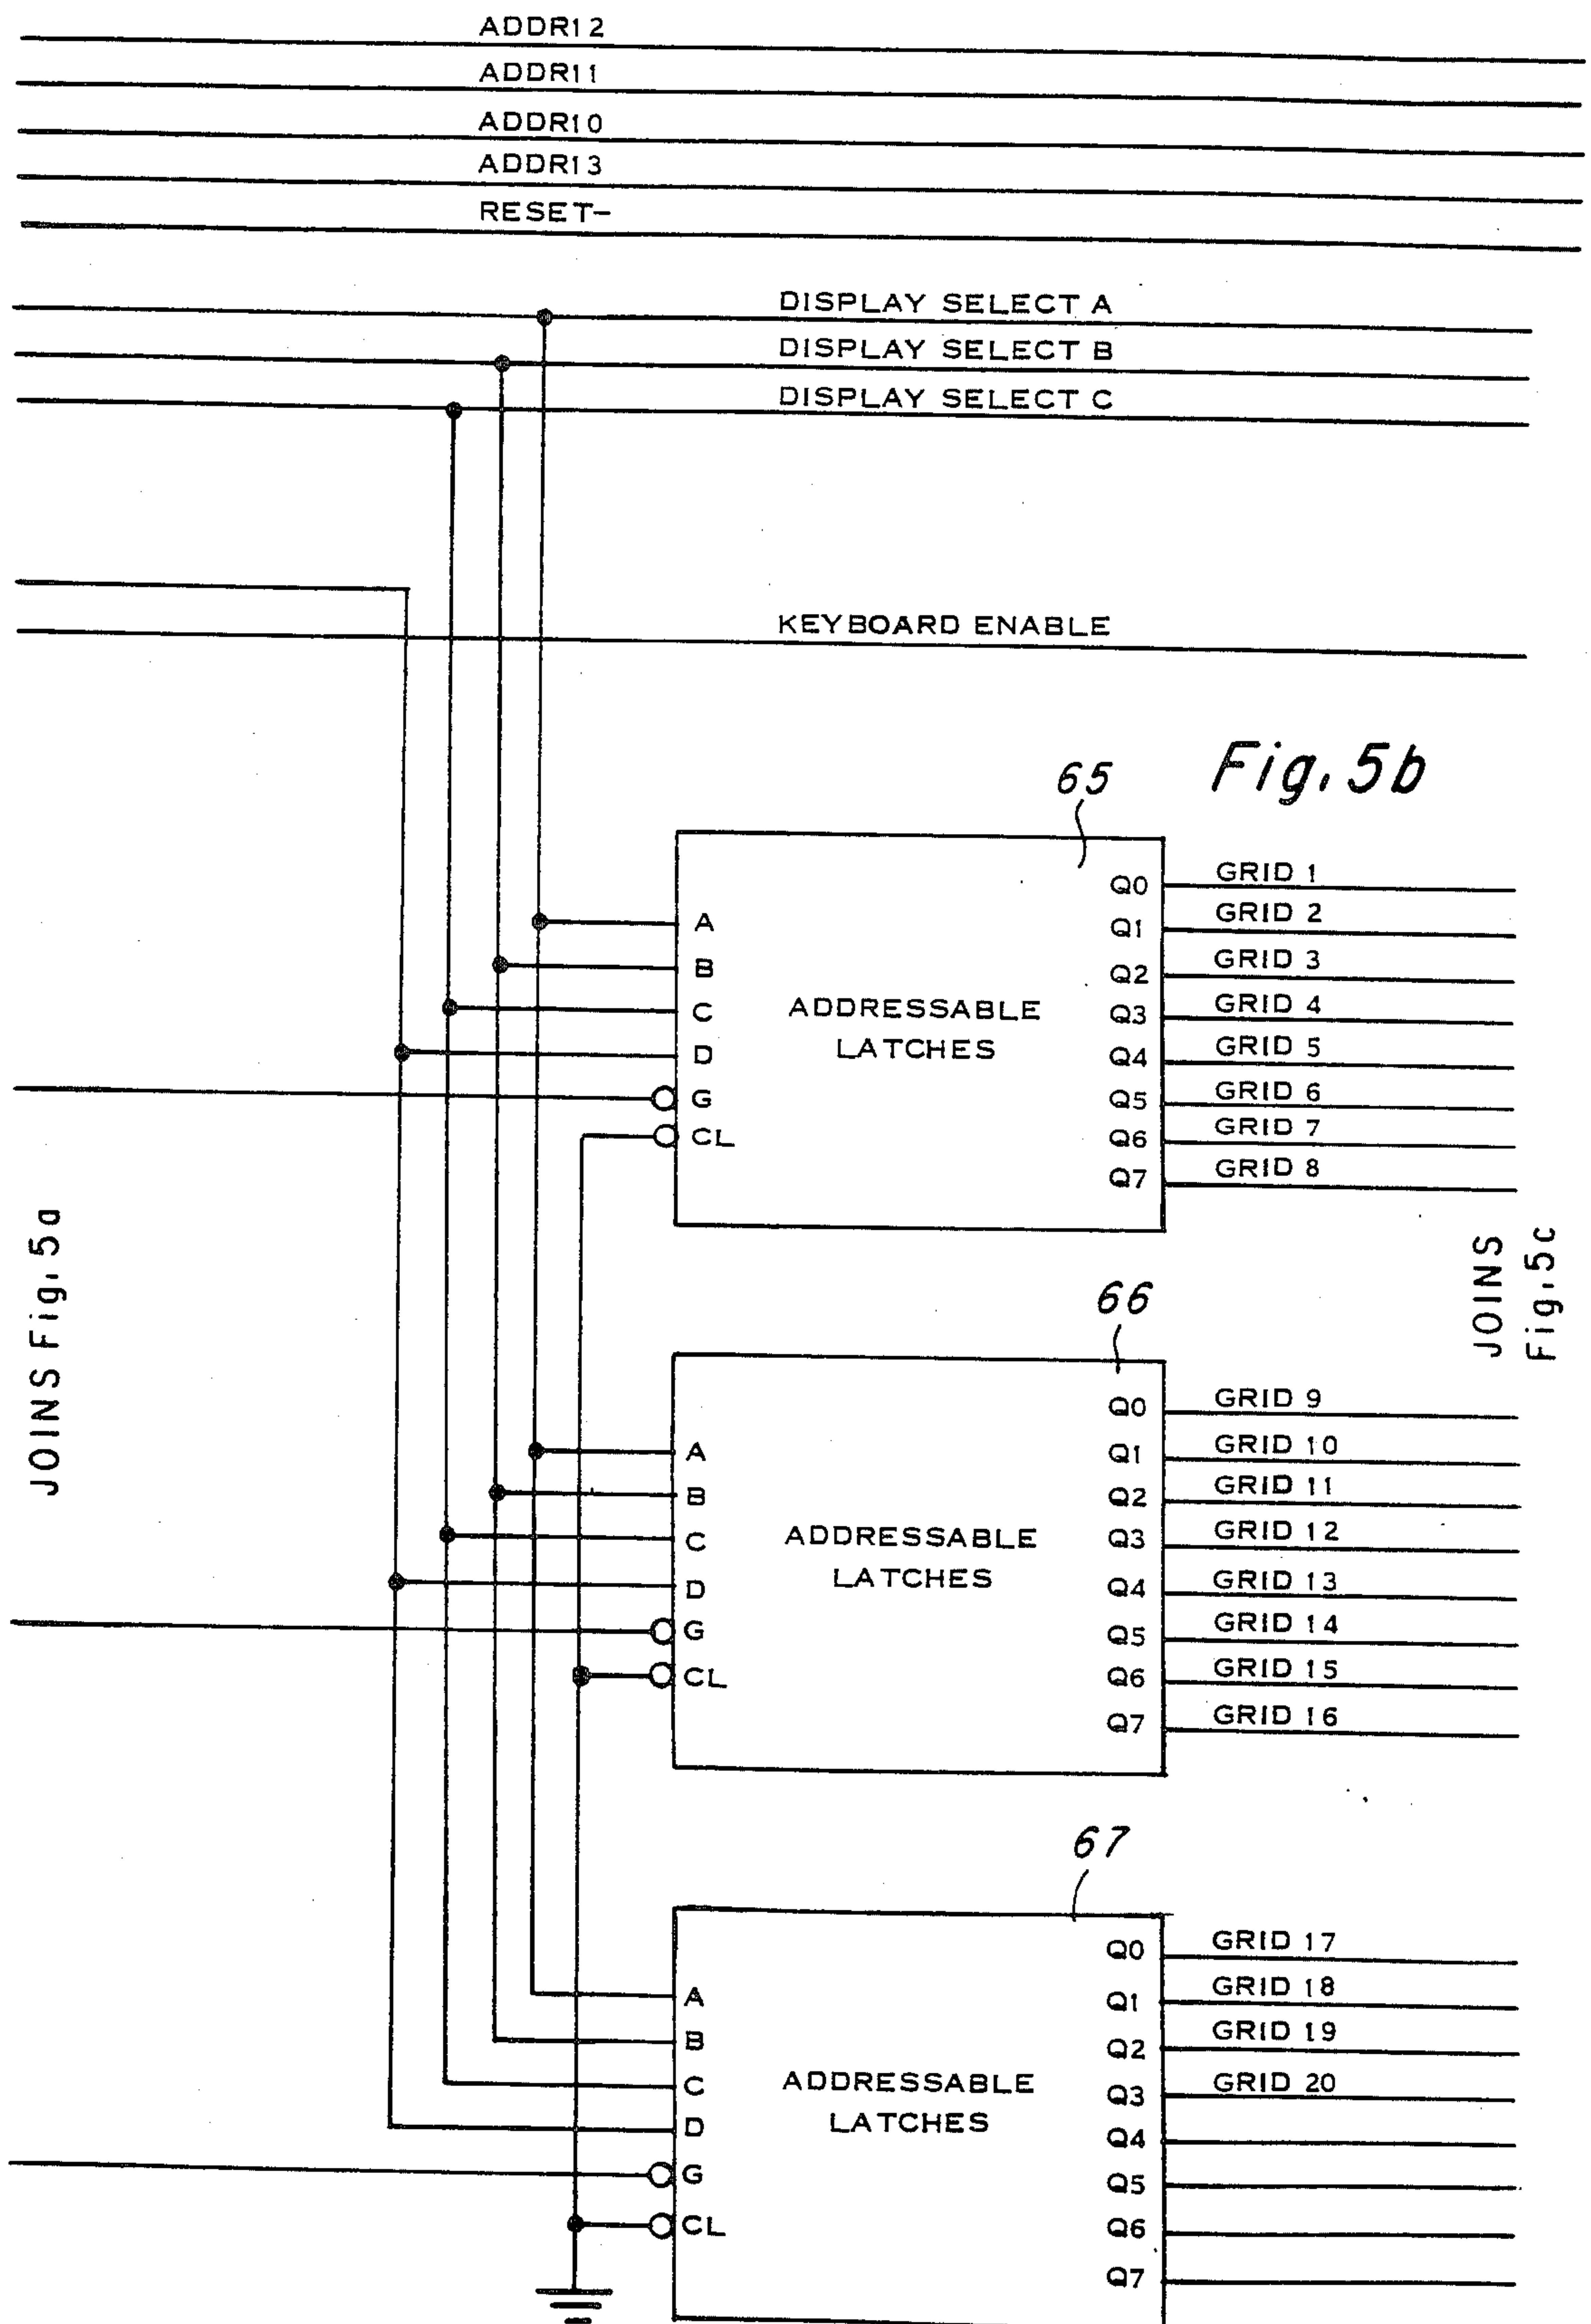 ADDR12
ADDR11
ADDR10
ADDR13
RESET-
DISPLAY SELECT A
DISPLAY SELECT B
DISPLAY SELECT C
KEYBOARD ENABLE
Fig. 5b
65
A
B
C
D
G
CL
ADDRESSABLE
LATCHES
Q0
Q1
Q2
Q3
Q4
Q5
Q6
Q7
GRID 1
GRID 2
GRID 3
GRID 4
GRID 5
GRID 6
GRID 7
GRID 8
JOINS Fig. 5a
JOINS
Fig. 5c
66
A
B
C
D
G
CL
ADDRESSABLE
LATCHES
Q0
Q1
Q2
Q3
Q4
Q5
Q6
Q7
GRID 9
GRID 10
GRID 11
GRID 12
GRID 13
GRID 14
GRID 15
GRID 16
67
A
B
C
D
G
CL
ADDRESSABLE
LATCHES
Q0
Q1
Q2
Q3
Q4
Q5
Q6
Q7
GRID 17
GRID 18
GRID 19
GRID 20